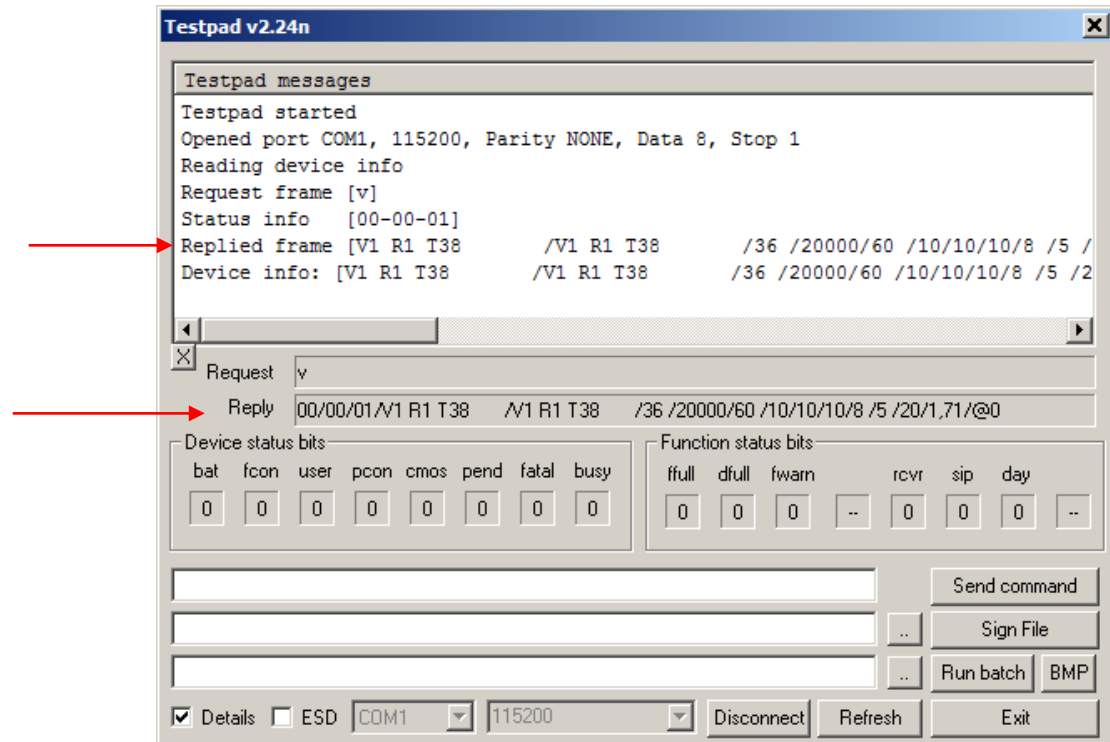 Testpad v2.24n
Testpad messages
Testpad started
Opened port COM1, 115200, Parity NONE, Data 8, Stop 1
Reading device info
Request frame [v]
Status info [00-00-01]
Replied frame [V1 R1 T38 /V1 R1 T38 /36 /20000/60 /10/10/10/8 /5 /
Device info: [V1 R1 T38 /V1 R1 T38 /36 /20000/60 /10/10/10/8 /5 /2
X
Request v
Reply 00/00/01/V1 R1 T38 /V1 R1 T38 /36 /20000/60 /10/10/10/8 /5 /20/1,71/@0
Device status bits Function status bits
bat fcon user pcon cmos pend fatal busy ffull dfull fwarn rcvr sip day
0 0 0 0 0 0 0 0 0 0 0 -- 0 0 0 --
Send command
.. Sign File
.. Run batch BMP
Details ESD COM1 115200 Disconnect Refresh Exit